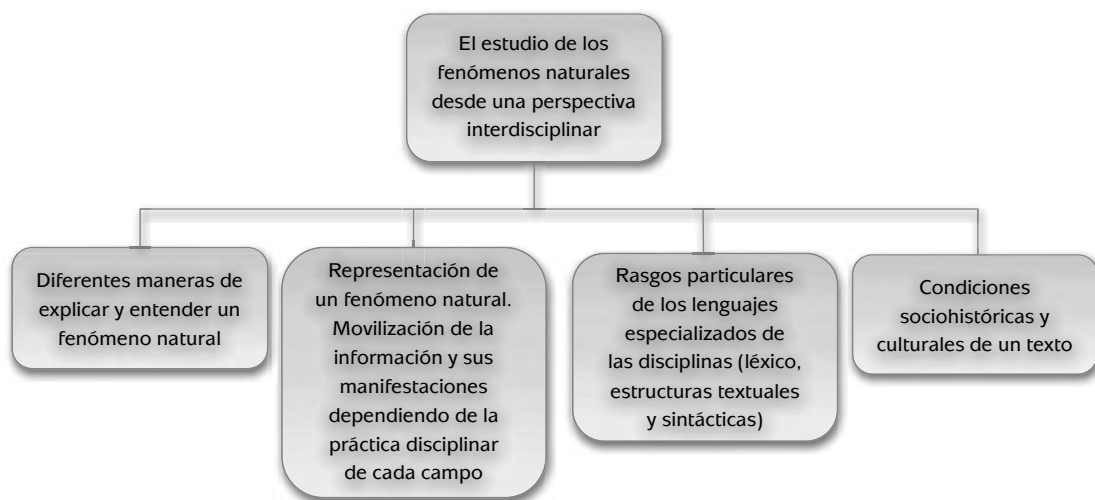 El estudio de los
fenómenos naturales
desde una perspectiva
interdisciplinar
Diferentes maneras de
explicar y entender un
fenómeno natural
Representación de
un fenómeno natural.
Movilización de la
información y sus
manifestaciones
dependiendo de la
práctica disciplinar
de cada campo
Rasgos particulares
de los lenguajes
especializados de
las disciplinas (léxico,
estructuras textuales
y sintácticas)
Condiciones
sociohistóricas y
culturales de un texto